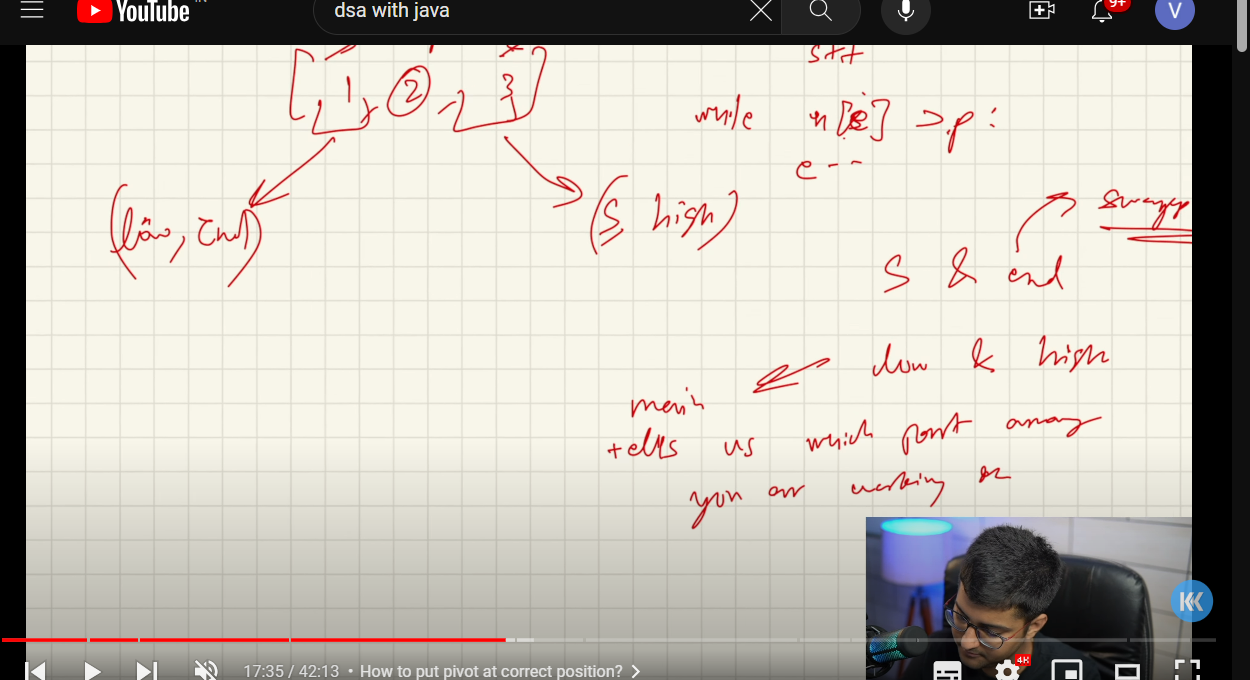 YouTube IN
dsa with java
9+
V
[1, 2, 3]
s++
while n[e] > p:
e--
(low, end)
(S, high)
swap
S & end
low & high
main
tells us which part array
you are working on
17:35 / 42:13 • How to put pivot at correct position?
4K